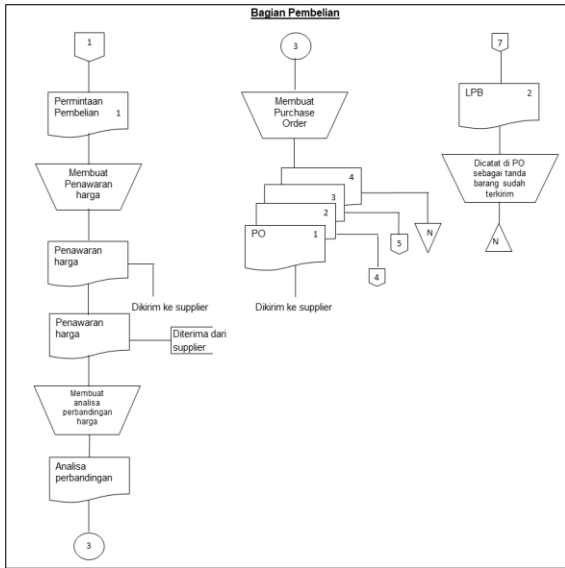 Bagian Pembelian
1
Permintaan
Pembelian 1
Membuat
Penawaran
harga
Penawaran
harga
Dikirim ke supplier
Penawaran
harga
Diterima dari
supplier
Membuat
analisa
perbandingan
harga
Analisa
perbandingan
3
3
Membuat
Purchase
Order
4
3
2
PO 1
N
5
4
Dikirim ke supplier
7
LPB 2
Dicatat di PO
sebagai tanda
barang sudah
terkirim
N